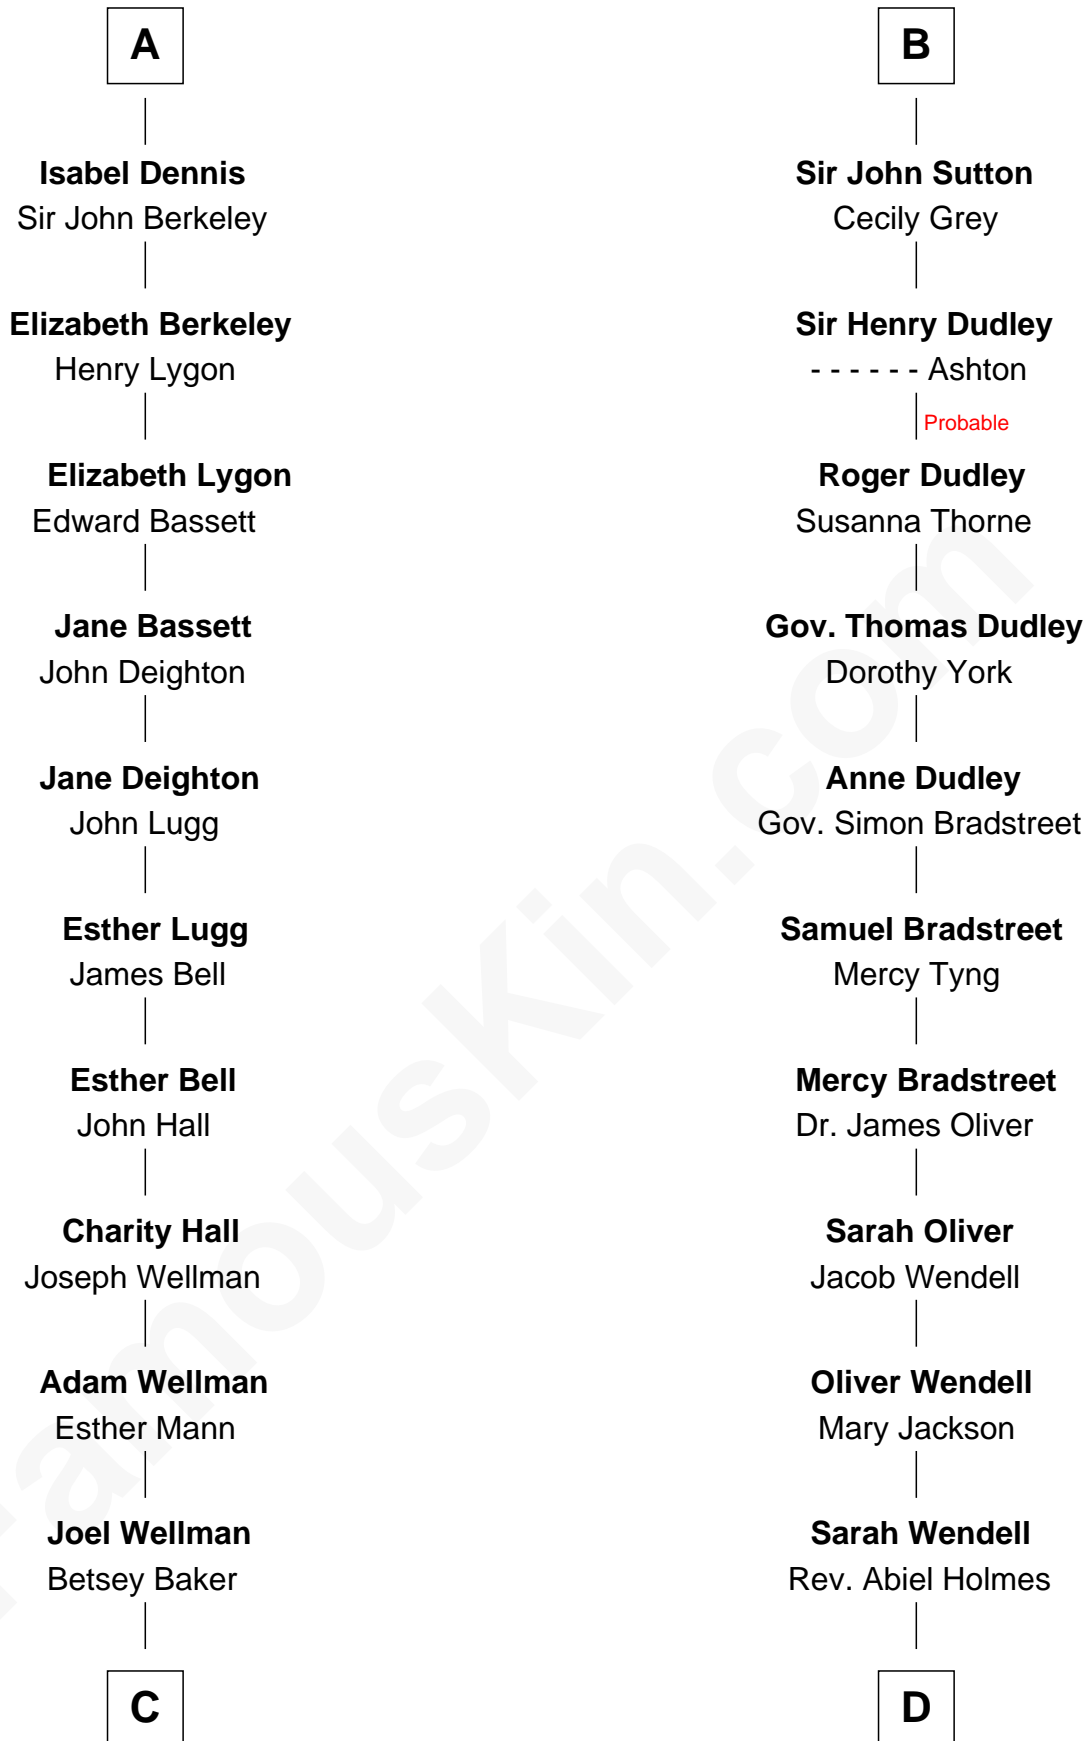 A
Isabel Dennis
Sir John Berkeley
Elizabeth Berkeley
Henry Lygon
Elizabeth Lygon
Edward Bassett
Jane Bassett
John Deighton
Jane Deighton
John Lugg
Esther Lugg
James Bell
Esther Bell
John Hall
Charity Hall
Joseph Wellman
Adam Wellman
Esther Mann
Joel Wellman
Betsey Baker
C
B
Sir John Sutton
Cecily Grey
Sir Henry Dudley
- - - - - - Ashton
Probable
Roger Dudley
Susanna Thorne
Gov. Thomas Dudley
Dorothy York
Anne Dudley
Gov. Simon Bradstreet
Samuel Bradstreet
Mercy Tyng
Mercy Bradstreet
Dr. James Oliver
Sarah Oliver
Jacob Wendell
Oliver Wendell
Mary Jackson
Sarah Wendell
Rev. Abiel Holmes
D
FamousKin.com